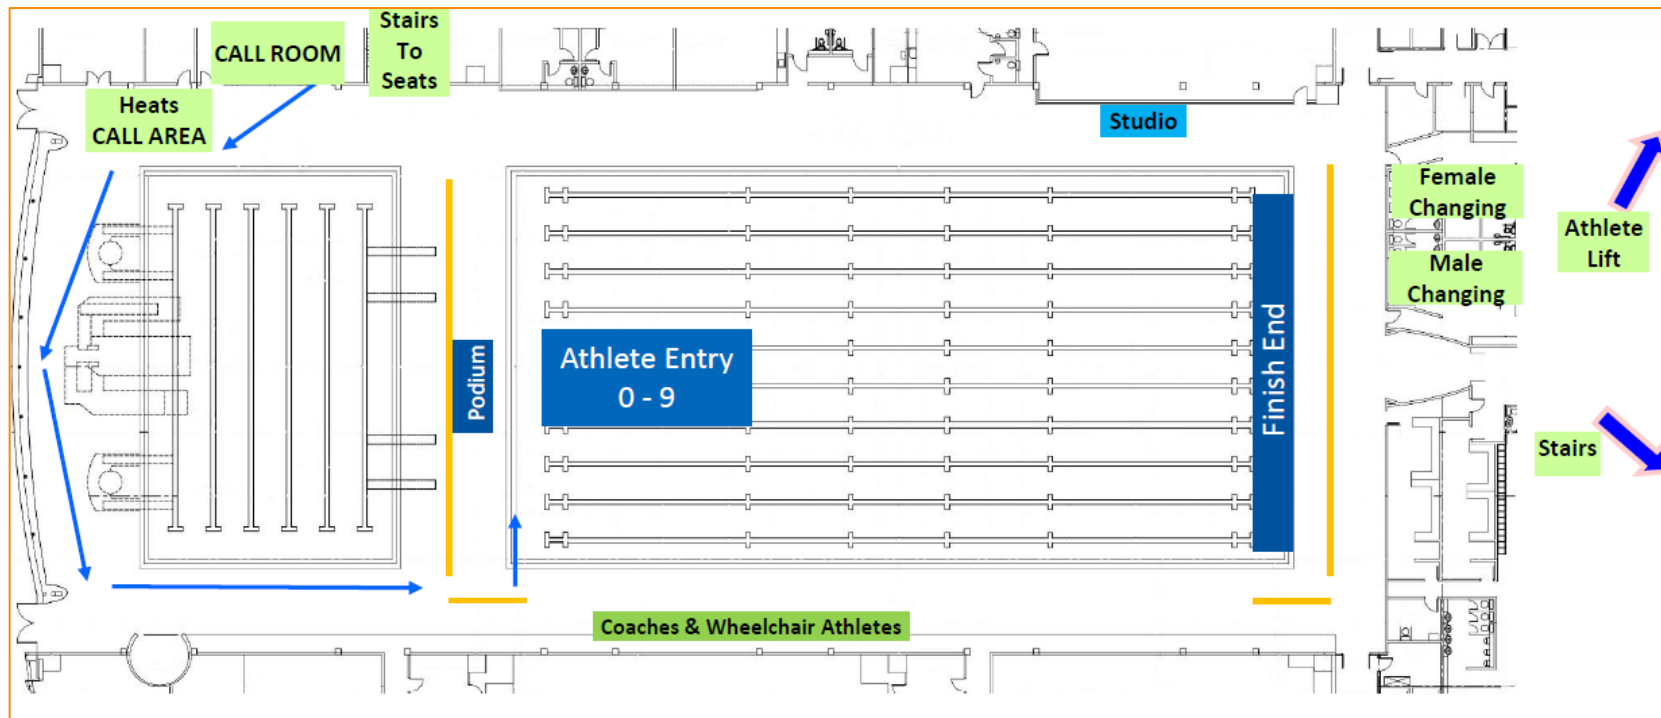 Stairs
To
Seats
CALL ROOM
Heats
CALL AREA
Studio
Female
Changing
Male
Changing
Athlete
Lift
Podium
Athlete Entry
0 - 9
Finish End
Stairs
Coaches & Wheelchair Athletes